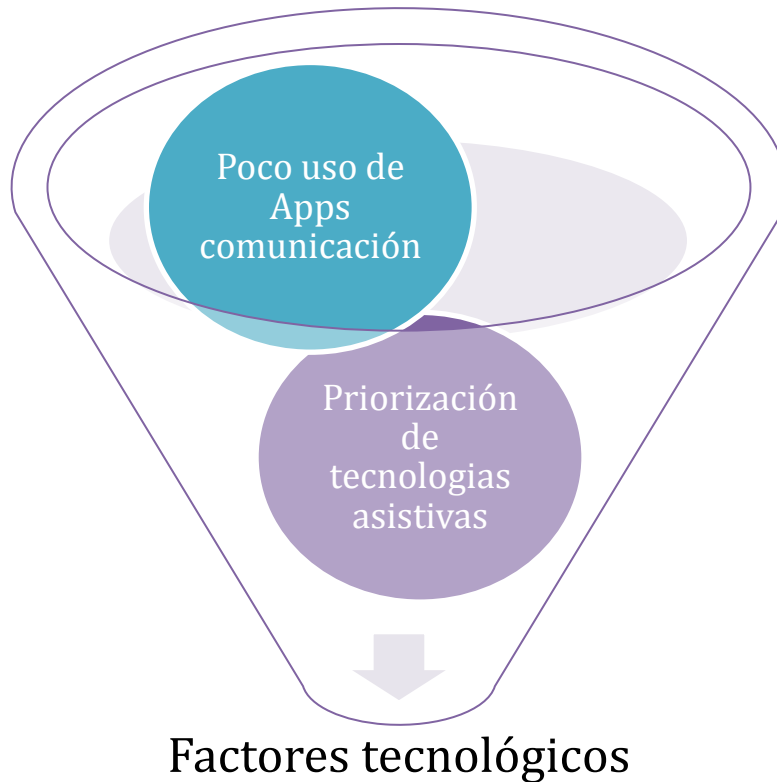 Poco uso de
Apps
comunicación
Priorización
de
tecnologias
asistivas
Factores tecnológicos